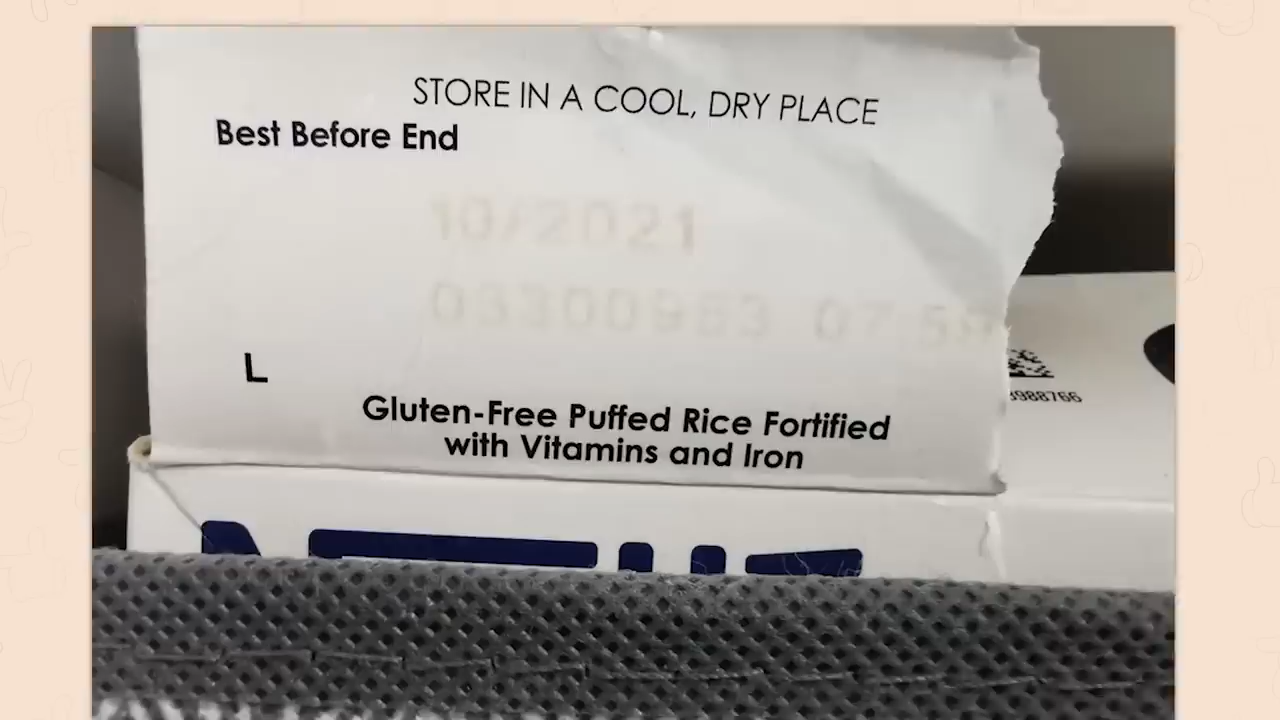 STORE IN A COOL, DRY PLACE
Best Before End
10/2021
L
Gluten-Free Puffed Rice Fortified
with Vitamins and Iron